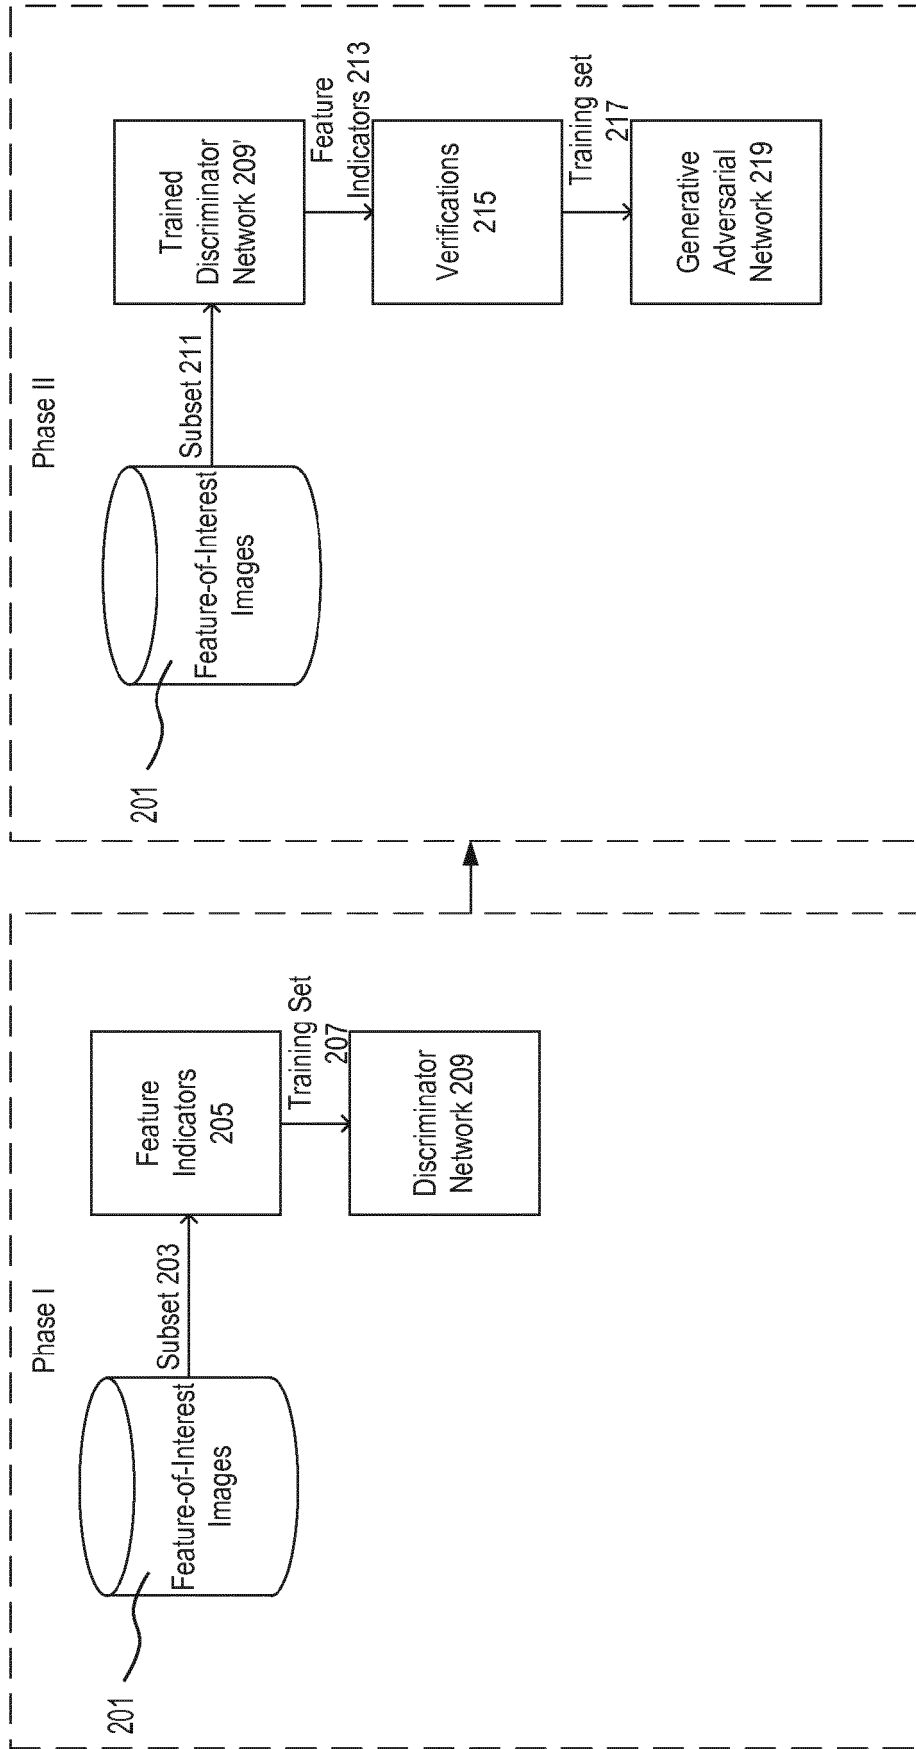 Phase I
201
Feature-of-Interest
Images
Subset 203
Feature
Indicators
205
Training Set
207
Discriminator
Network 209
Phase II
201
Feature-of-Interest
Images
Subset 211
Trained
Discriminator
Network 209'
Feature
Indicators 213
Verifications
215
Training set
217
Generative
Adversarial
Network 219